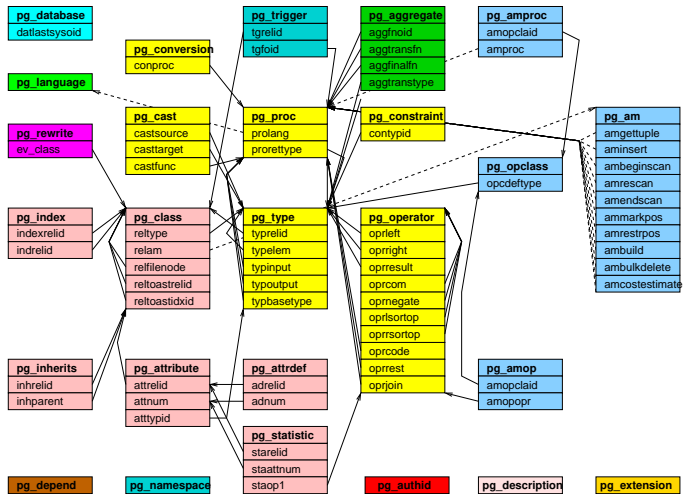 pg_database
datlastsysoid
pg_language
pg_rewrite
ev_class
pg_index
indexrelid
indrelid
pg_inherits
inhrelid
inhparent
pg_depend
pg_conversion
conproc
pg_cast
castsource
casttarget
castfunc
pg_class
reltype
relam
relfilenode
reltoastrelid
reltoastidxid
pg_attribute
attrelid
attnum
atttypid
pg_namespace
pg_trigger
tgrelid
tgfoid
pg_proc
prolang
prorettype
pg_type
typrelid
typelem
typinput
typoutput
typbasetype
pg_attrdef
adrelid
adnum
pg_statistic
starelid
staattnum
staop1
pg_aggregate
aggfnoid
aggtransfn
aggfinalfn
aggtranstype
pg_constraint
contypid
pg_operator
oprleft
oprright
oprresult
oprcom
oprnegate
oprlsortop
oprrsortop
oprcode
oprrest
oprjoin
pg_authid
pg_amproc
amopclaid
amproc
pg_opclass
opcdeftype
pg_amop
amopclaid
amopopr
pg_description
pg_am
amgettuple
aminsert
ambeginscan
amrescan
amendscan
ammarkpos
amrestrpos
ambuild
ambulkdelete
amcostestimate
pg_extension